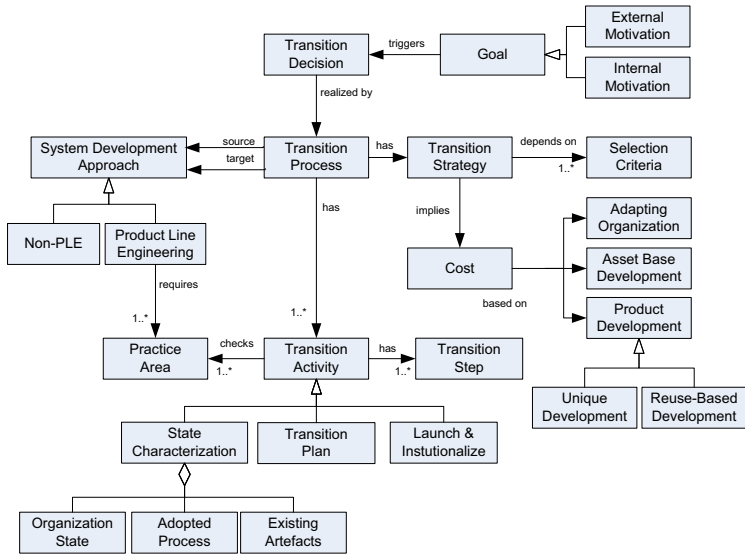 External
Motivation
Transition
Decision
triggers
Goal
Internal
Motivation
realized by
System Development
Approach
source
target
Transition
Process
has
Transition
Strategy
depends on
1..*
Selection
Criteria
has
implies
Non-PLE
Product Line
Engineering
Adapting
Organization
Cost
Asset Base
Development
requires
based on
1..*
1..*
Product
Development
Practice
Area
checks
1..*
Transition
Activity
has
1..*
Transition
Step
Unique
Development
Reuse-Based
Development
State
Characterization
Transition
Plan
Launch &
Instutionalize
Organization
State
Adopted
Process
Existing
Artefacts